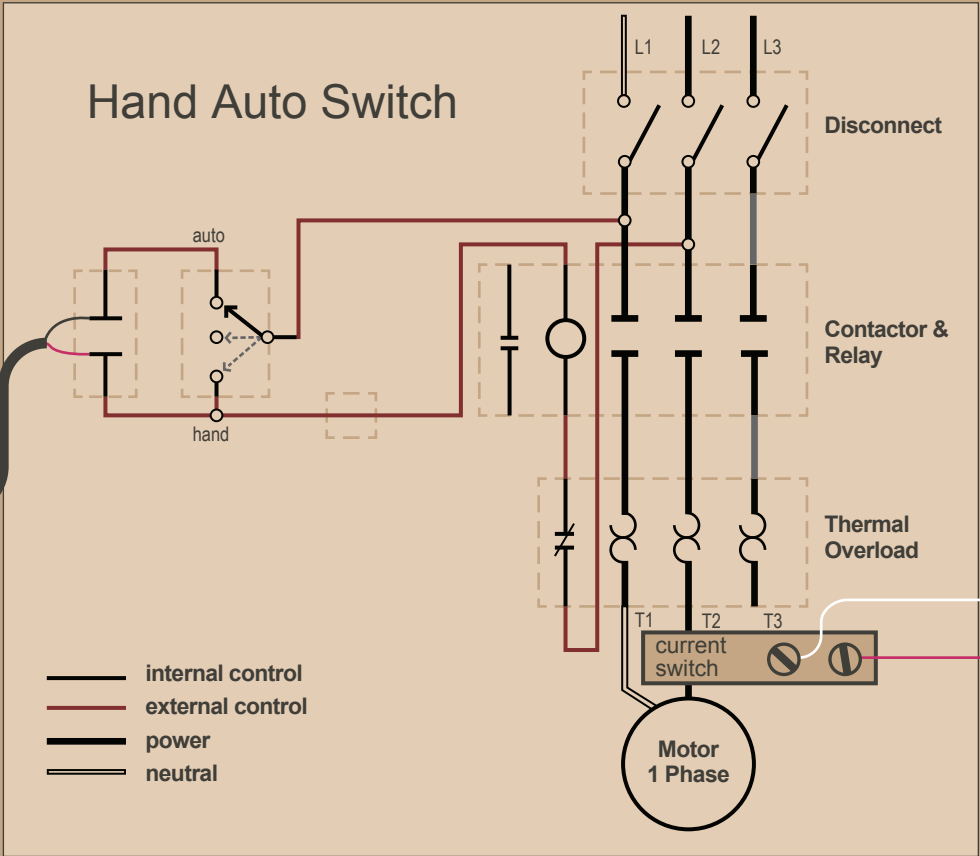 L1
L2
L3
Hand Auto Switch
Disconnect
auto
Contactor &
Relay
hand
Thermal
Overload
T1
T2
T3
current
switch
internal control
external control
power
neutral
Motor
1 Phase